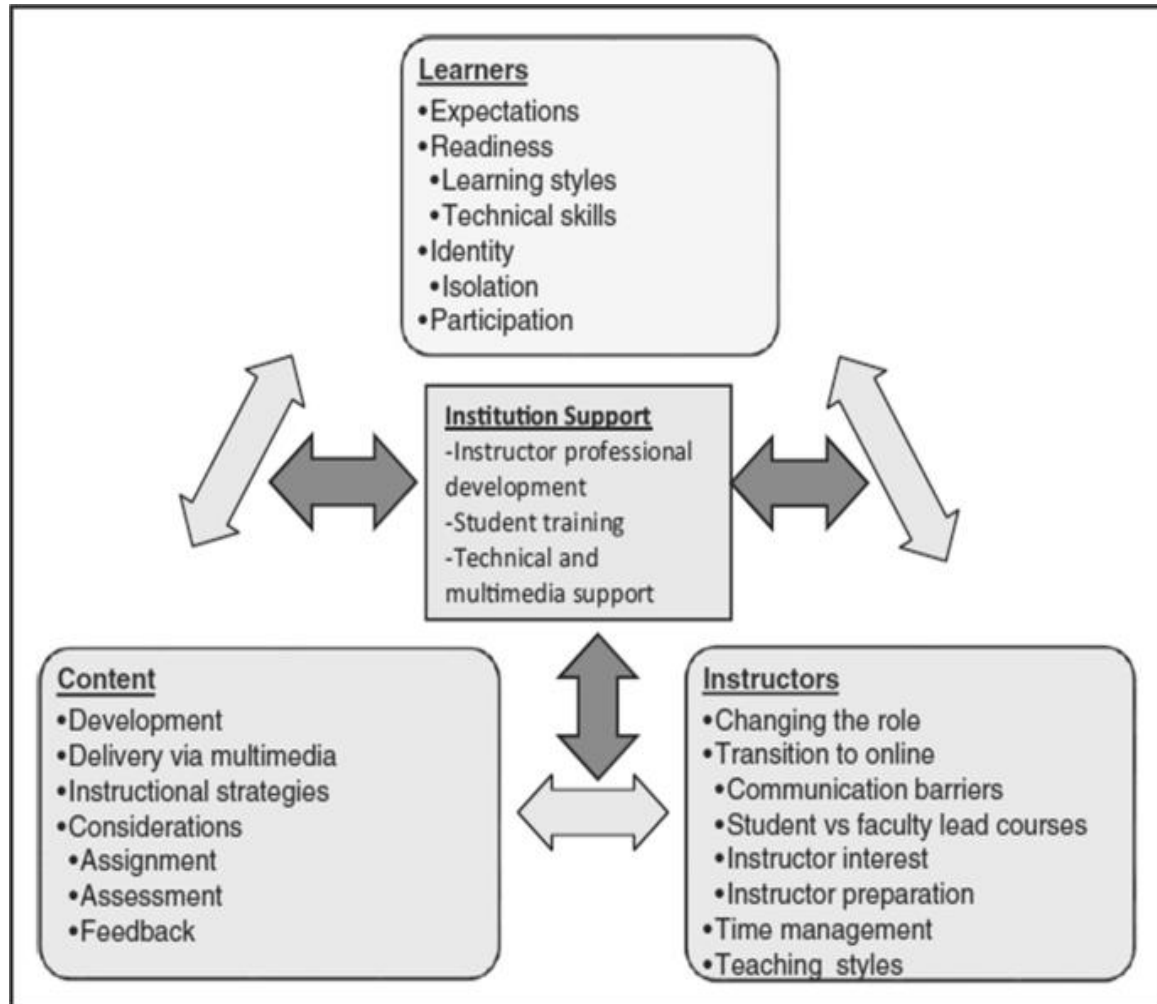 Learners
•Expectations
•Readiness
•Learning styles
•Technical skills
•Identity
•Isolation
•Participation
Institution Support
-Instructor professional
development
-Student training
-Technical and
multimedia support
Content
•Development
•Delivery via multimedia
•Instructional strategies
•Considerations
•Assignment
•Assessment
•Feedback
Instructors
•Changing the role
•Transition to online
•Communication barriers
•Student vs faculty lead courses
•Instructor interest
•Instructor preparation
•Time management
•Teaching styles